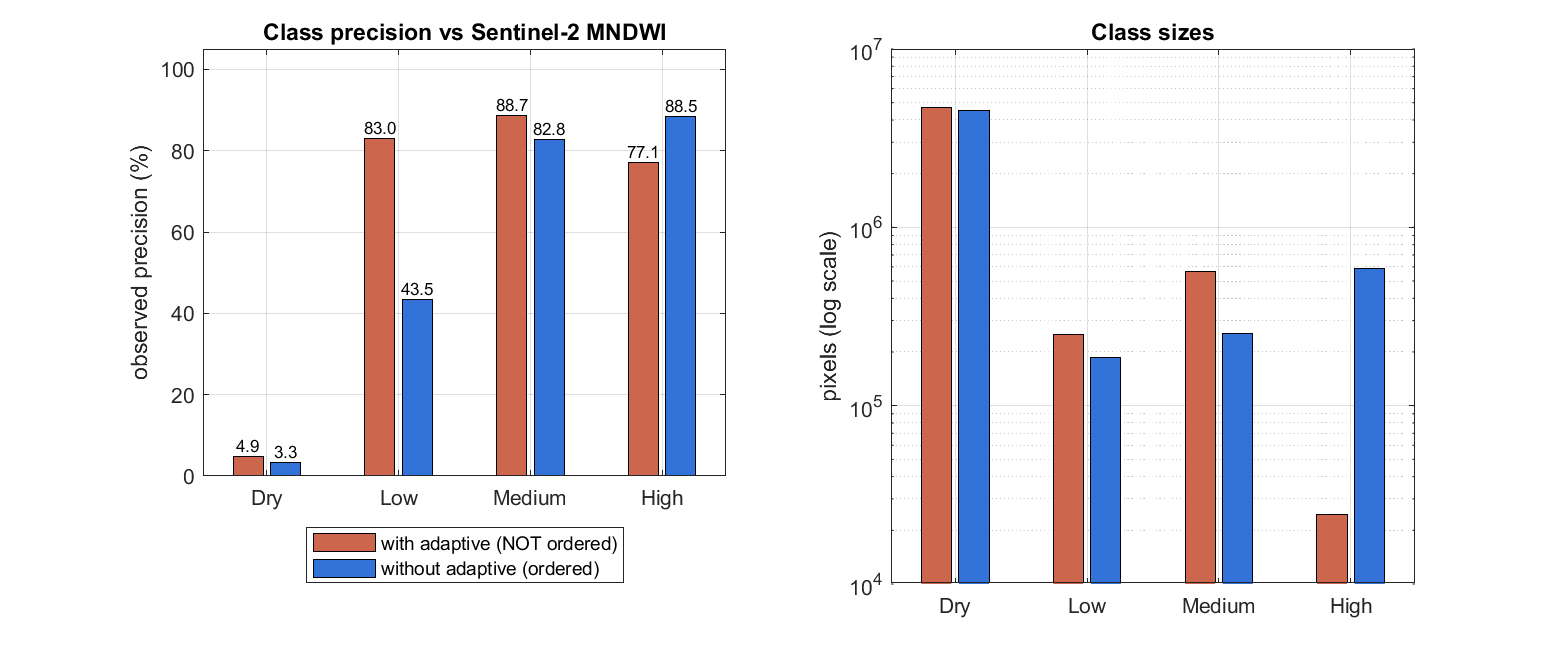 Class precision vs Sentinel-2 MNDWI
observed precision (%)
100
80
60
40
20
0
4.9
3.3
83.0
43.5
88.7
82.8
77.1
88.5
Dry
Low
Medium
High
with adaptive (NOT ordered)
without adaptive (ordered)
Class sizes
pixels (log scale)
10^7
10^6
10^5
10^4
Dry
Low
Medium
High